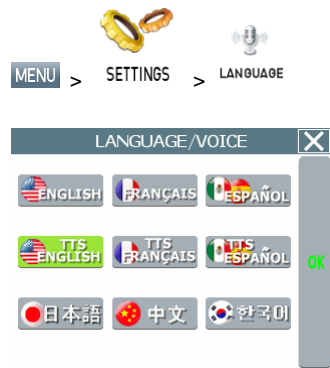 MENU > SETTINGS > LANGUAGE
LANGUAGE/VOICE X
ENGLISH FRANÇAIS ESPAÑOL
TTS ENGLISH TTS FRANÇAIS TTS ESPAÑOL
OK
日本語 中文 한국어